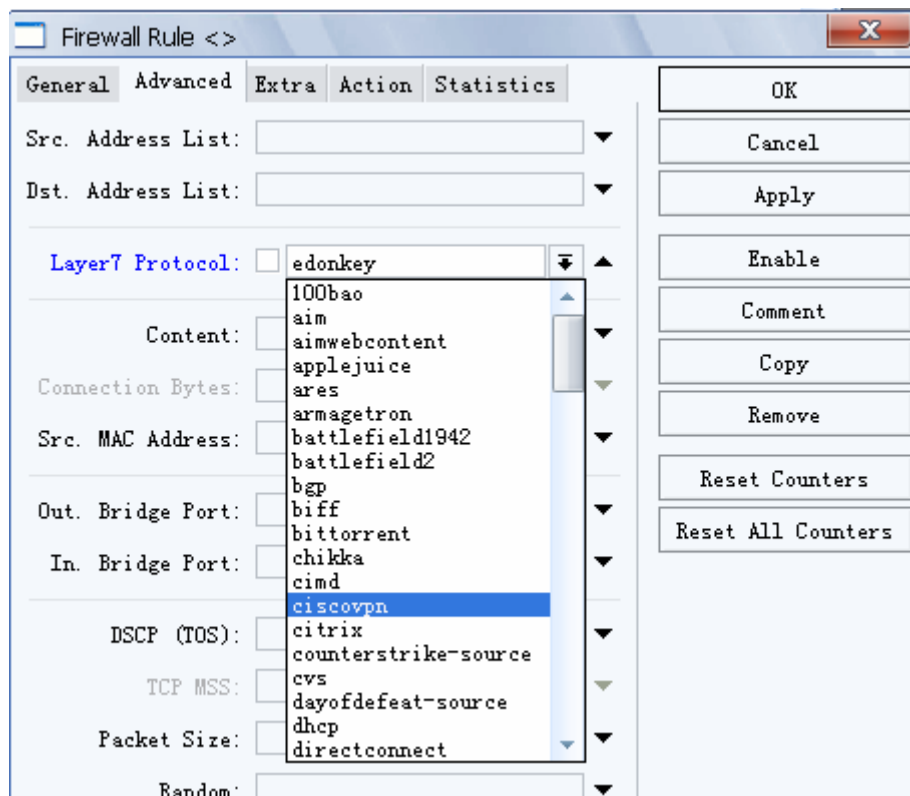 Firewall Rule <>
General Advanced Extra Action Statistics
OK
Src. Address List:
Cancel
Dst. Address List:
Apply
Layer7 Protocol: edonkey
Enable
100bao
aim
Comment
Content:
aimwebcontent
applejuice
Copy
Connection Bytes:
ares
armagetron
Remove
Src. MAC Address:
battlefield1942
battlefield2
Reset Counters
bgp
Out. Bridge Port:
biff
bittorrent
Reset All Counters
In. Bridge Port:
chikka
cimd
ciscovpn
DSCP (TOS):
citrix
counterstrike-source
TCP MSS:
cvs
dayofdefeat-source
dhcp
Packet Size:
directconnect
Random: